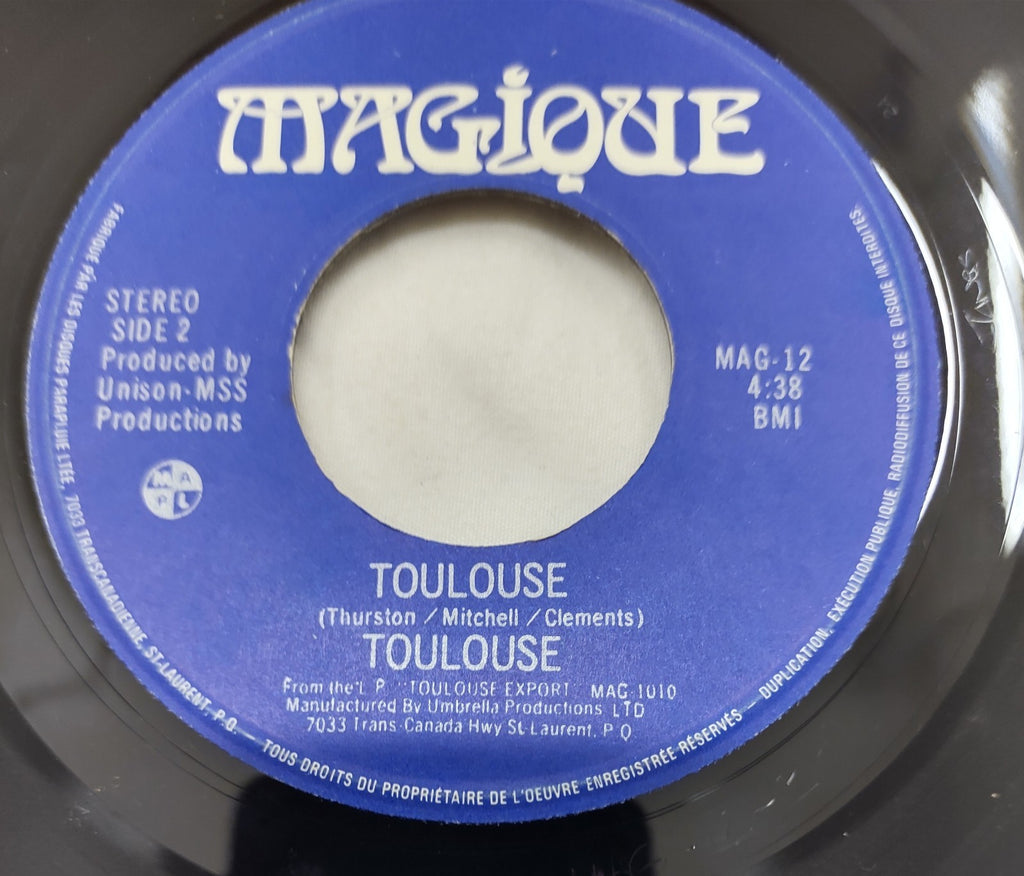 MAGIQUE
STEREO
SIDE 2
Produced by
Unison-MSS
Productions
MAPL
MAG-12
4:38
BMI
TOULOUSE
(Thurston / Mitchell / Clements)
TOULOUSE
From the L.P. "TOULOUSE EXPORT" MAG-1010
Manufactured By Umbrella Productions LTD
7033 Trans-Canada Hwy St-Laurent, P.Q.
FABRIQUÉ PAR LES DISQUES PARAPLUIE LTÉE, 7033 TRANSCANADIENNE, ST-LAURENT, P.Q. — TOUS DROITS DU PROPRIÉTAIRE DE L'OEUVRE ENREGISTRÉE RÉSERVÉS — DUPLICATION, EXÉCUTION PUBLIQUE, RADIODIFFUSION DE CE DISQUE INTERDITES.